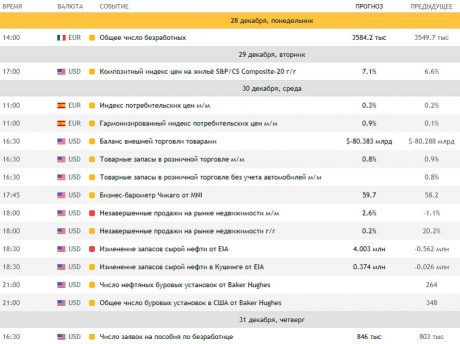 ВРЕМЯ ВАЛЮТА СОБЫТИЕ ПРОГНОЗ ПРЕДЫДУЩЕЕ
28 декабря, понедельник
14:00 EUR Общее число безработных 3584.2 тыс 3549.7 тыс
29 декабря, вторник
17:00 USD Композитный индекс цен на жильё S&P/CS Composite-20 г/г 7.1% 6.6%
30 декабря, среда
11:00 EUR Индекс потребительских цен м/м 0.3% 0.2%
11:00 EUR Гармонизированный индекс потребительских цен м/м 0.9% 0.1%
16:30 USD Баланс внешней торговли товарами $-80.383 млрд $-80.288 млрд
16:30 USD Товарные запасы в розничной торговле м/м 0.8% 0.9%
16:30 USD Товарные запасы в розничной торговле без учета автомобилей м/м 0.8%
17:45 USD Бизнес-барометр Чикаго от MNI 59.7 58.2
18:00 USD Незавершенные продажи на рынке недвижимости м/м 2.6% -1.1%
18:00 USD Незавершенные продажи на рынке недвижимости г/г 0.2% 20.2%
18:30 USD Изменение запасов сырой нефти от EIA 4.003 млн -0.562 млн
18:30 USD Изменение запасов сырой нефти в Кушинге от EIA 0.374 млн -0.026 млн
21:00 USD Число нефтяных буровых установок от Baker Hughes 264
21:00 USD Общее число буровых установок в США от Baker Hughes 348
31 декабря, четверг
16:30 USD Число заявок на пособия по безработице 846 тыс 803 тыс